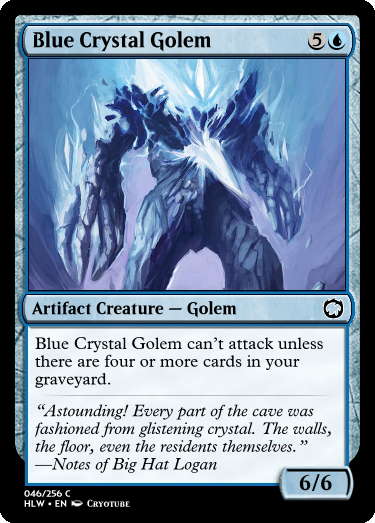 Blue Crystal Golem 5
Artifact Creature — Golem
Blue Crystal Golem can't attack unless
there are four or more cards in your
graveyard.
“Astounding! Every part of the cave was
fashioned from glistening crystal. The walls,
the floor, even the residents themselves.”
—Notes of Big Hat Logan
6/6
046/256 C
HLW • EN Cryotube